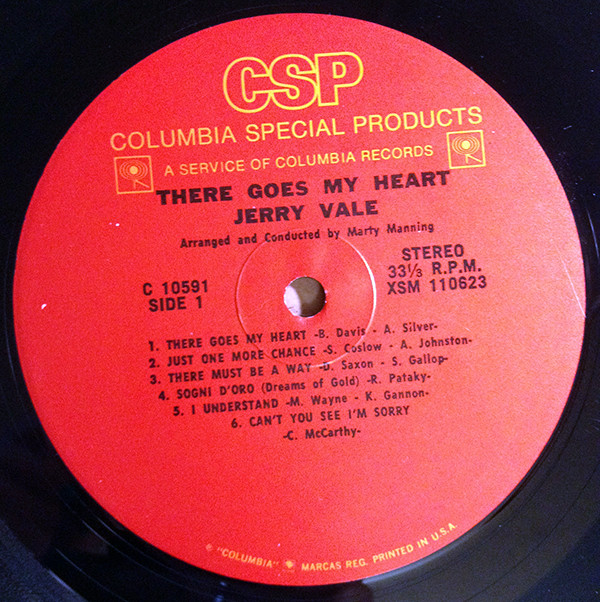 CSP
COLUMBIA SPECIAL PRODUCTS
A SERVICE OF COLUMBIA RECORDS
THERE GOES MY HEART
JERRY VALE
Arranged and Conducted by Marty Manning
C 10591
SIDE 1
STEREO
33⅓ R.P.M.
XSM 110623
1. THERE GOES MY HEART -B. Davis - A. Silver-
2. JUST ONE MORE CHANCE -S. Coslow - A. Johnston-
3. THERE MUST BE A WAY -D. Saxon - S. Gallop-
4. SOGNI D'ORO (Dreams of Gold) -R. Pataky-
5. I UNDERSTAND -M. Wayne - K. Gannon-
6. CAN'T YOU SEE I'M SORRY
-C. McCarthy-
℗ "COLUMBIA" MARCAS REG. PRINTED IN U.S.A.